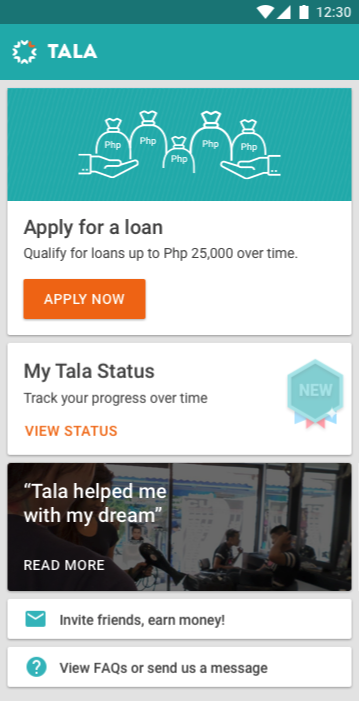 12:30
TALA
Php
Php
Php
Php
Php
Apply for a loan
Qualify for loans up to Php 25,000 over time.
APPLY NOW
My Tala Status
Track your progress over time
NEW
VIEW STATUS
“Tala helped me
with my dream”
READ MORE
Invite friends, earn money!
?
View FAQs or send us a message